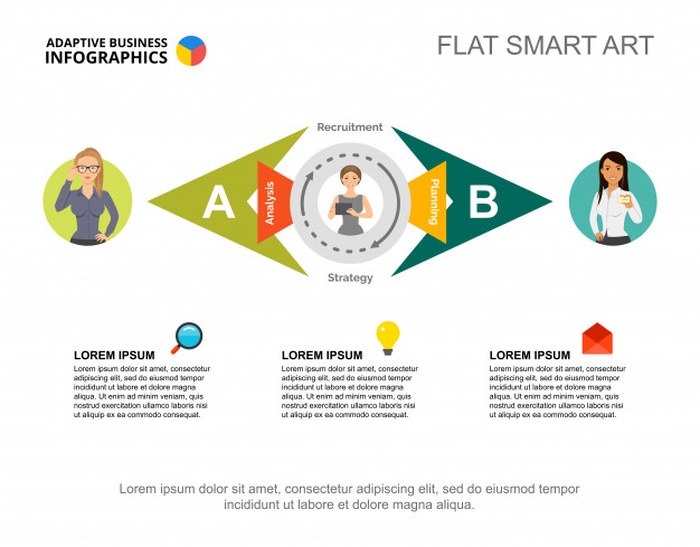 ADAPTIVE BUSINESS
INFOGRAPHICS
FLAT SMART ART
Recruitment
A
Analysis
Planning
B
Strategy
LOREM IPSUM
Lorem ipsum dolor sit amet, consectetur
adipiscing elit, sed do eiusmod tempor
incididunt ut labore et dolore magna
aliqua. Ut enim ad minim veniam, quis
nostrud exercitation ullamco laboris nisi
ut aliquip ex ea commodo consequat.
LOREM IPSUM
Lorem ipsum dolor sit amet, consectetur
adipiscing elit, sed do eiusmod tempor
incididunt ut labore et dolore magna
aliqua. Ut enim ad minim veniam, quis
nostrud exercitation ullamco laboris nisi
ut aliquip ex ea commodo consequat.
LOREM IPSUM
Lorem ipsum dolor sit amet, consectetur
adipiscing elit, sed do eiusmod tempor
incididunt ut labore et dolore magna
aliqua. Ut enim ad minim veniam, quis
nostrud exercitation ullamco laboris nisi
ut aliquip ex ea commodo consequat.
Lorem ipsum dolor sit amet, consectetur adipiscing elit, sed do eiusmod tempor
incididunt ut labore et dolore magna aliqua.